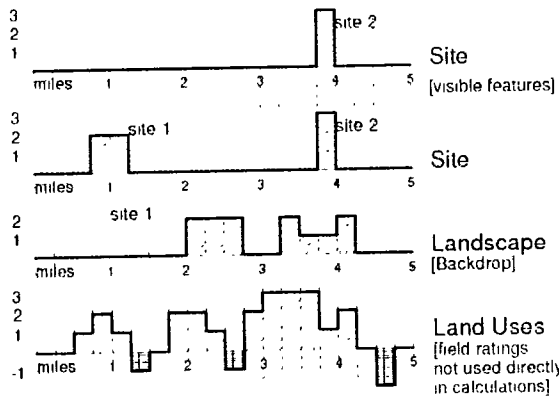 3
2
1
site 2
Site
miles 1 2 3 4 5
[visible features]
3
2
1
site 1
site 2
Site
miles 1 2 3 4 5
site 1
2
1
Landscape
miles 1 2 3 4 5
[Backdrop]
3
2
1
Land Uses
-1
miles 1 2 3 4 5
[field ratings
not used directly
in calculations]